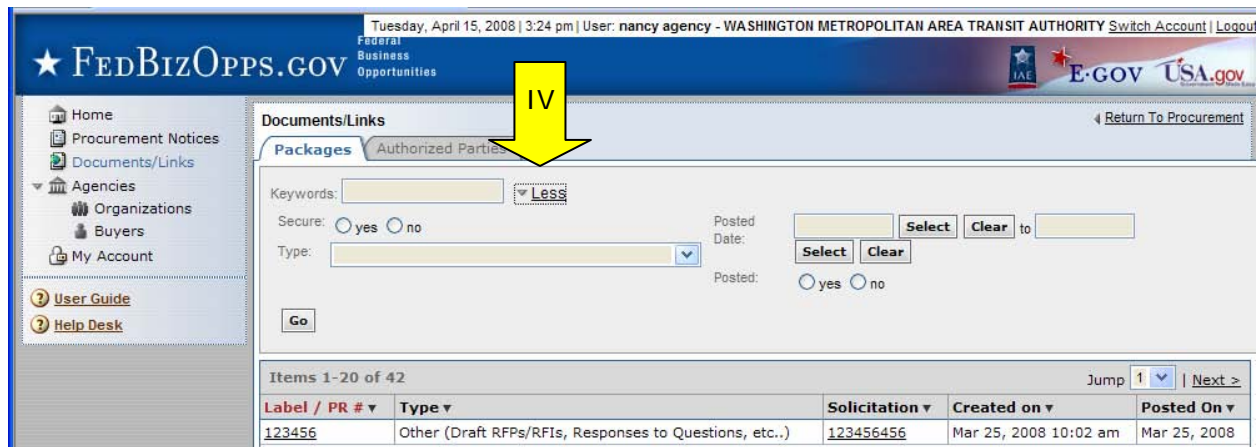 Tuesday, April 15, 2008 | 3:24 pm | User: nancy agency - WASHINGTON METROPOLITAN AREA TRANSIT AUTHORITY Switch Account | Logout
★ FEDBIZOPPS.GOV Federal Business Opportunities
IAE E-GOV USA.gov
IV
Home
Procurement Notices
Documents/Links
Agencies
Organizations
Buyers
My Account
User Guide
Help Desk
Documents/Links Return To Procurement
Packages Authorized Parties
Keywords: Less
Secure: yes no Posted Date: Select Clear to
Select Clear
Type:
Posted: yes no
Go
Items 1-20 of 42 Jump 1 | Next >
Label / PR # Type Solicitation Created on Posted On
123456 Other (Draft RFPs/RFIs, Responses to Questions, etc..) 123456456 Mar 25, 2008 10:02 am Mar 25, 2008